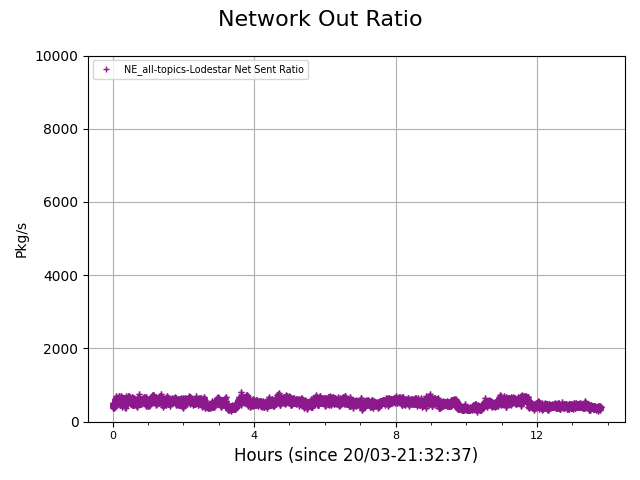 Network Out Ratio
NE_all-topics-Lodestar Net Sent Ratio
Pkg/s
10000
8000
6000
4000
2000
0
0 4 8 12
Hours (since 20/03-21:32:37)